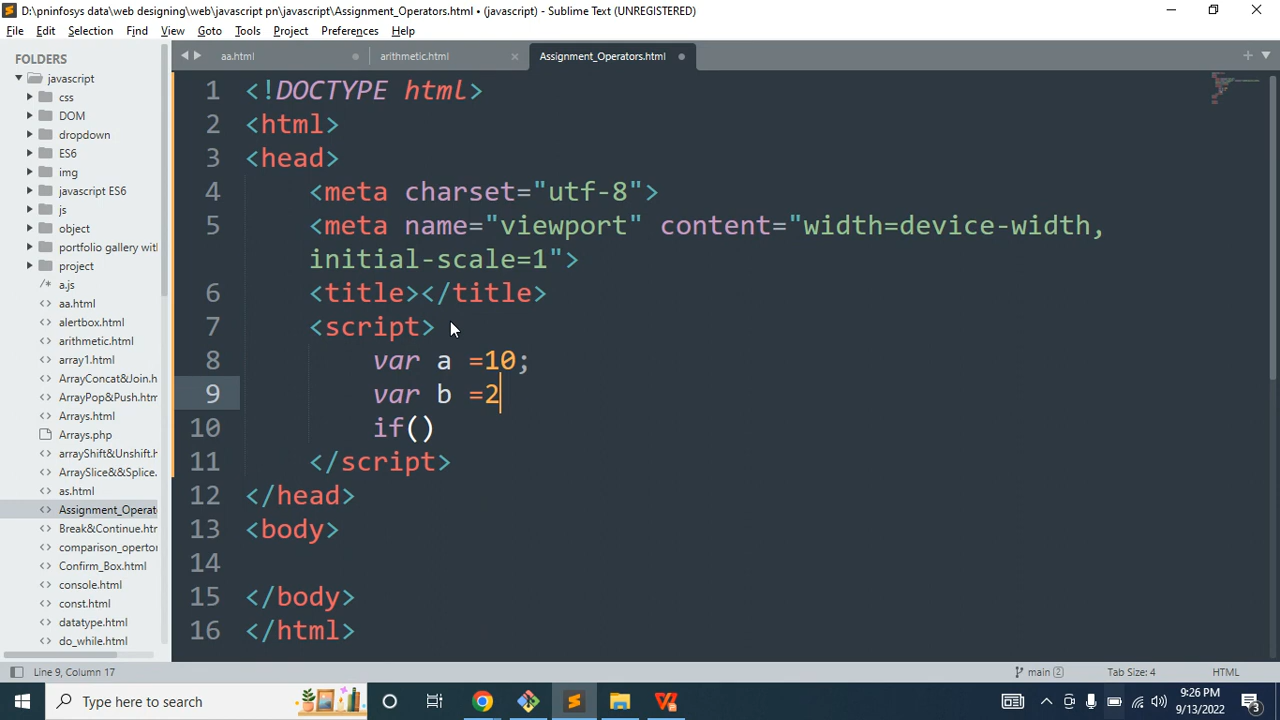 D:\pninfosys data\web designing\web\javascript pn\javascript\Assignment_Operators.html • (javascript) - Sublime Text (UNREGISTERED)
File Edit Selection Find View Goto Tools Project Preferences Help
FOLDERS
javascript
css
DOM
dropdown
ES6
img
javascript ES6
js
object
portfolio gallery with
project
a.js
aa.html
alertbox.html
arithmetic.html
array1.html
ArrayConcat&Join.h
ArrayPop&Push.htm
Arrays.html
Arrays.php
arrayShift&Unshift.h
ArraySlice&&Splice.
as.html
Assignment_Operat
Break&Continue.htr
comparison_opertor
Confirm_Box.html
console.html
const.html
datatype.html
do_while.html
aa.html arithmetic.html Assignment_Operators.html
1 <!DOCTYPE html>
2 <html>
3 <head>
4 <meta charset="utf-8">
5 <meta name="viewport" content="width=device-width,
initial-scale=1">
6 <title></title>
7 <script>
8 var a =10;
9 var b =2
10 if()
11 </script>
12 </head>
13 <body>
14
15 </body>
16 </html>
Line 9, Column 17 main 2 Tab Size: 4 HTML
Type here to search
9:26 PM
9/13/2022
3